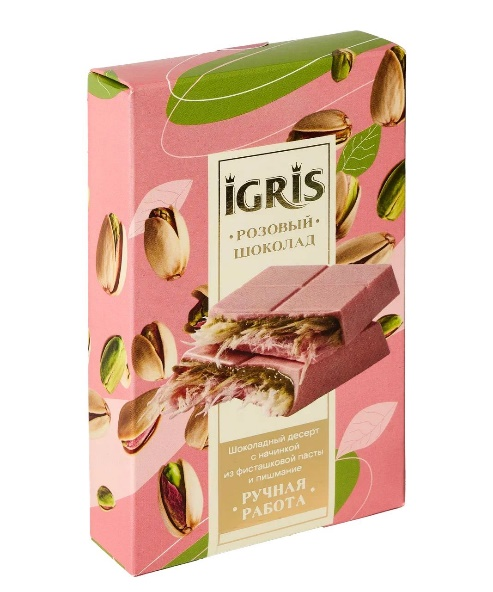 IGRIS
• РОЗОВЫЙ •
ШОКОЛАД
Шоколадный десерт
с начинкой
из фисташковой пасты
и пишмание
РУЧНАЯ
• РАБОТА •